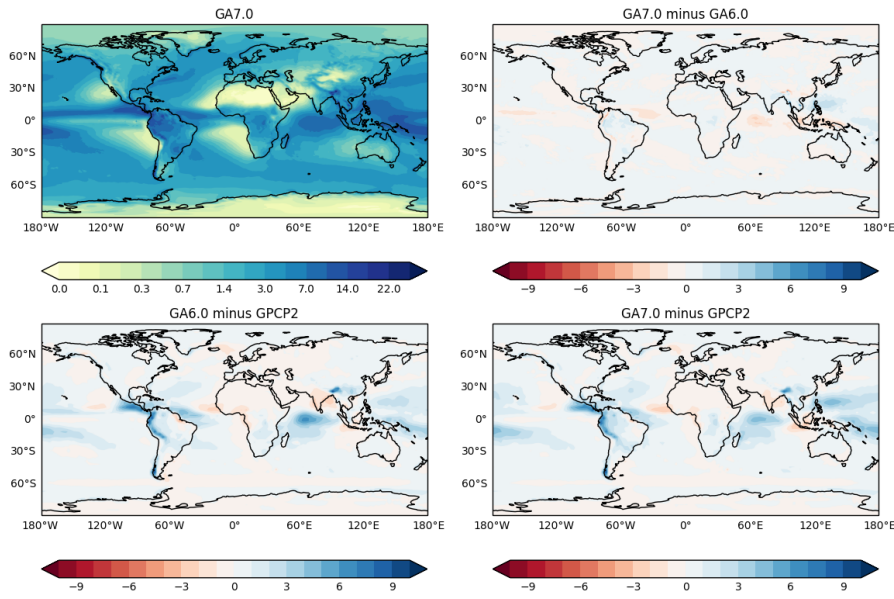 GA7.0
60°N
30°N
0°
30°S
60°S
180°W 120°W 60°W 0° 60°E 120°E 180°E
0.0 0.1 0.3 0.7 1.4 3.0 7.0 14.0 22.0
GA7.0 minus GA6.0
60°N
30°N
0°
30°S
60°S
180°W 120°W 60°W 0° 60°E 120°E 180°E
−9 −6 −3 0 3 6 9
GA6.0 minus GPCP2
60°N
30°N
0°
30°S
60°S
180°W 120°W 60°W 0° 60°E 120°E 180°E
−9 −6 −3 0 3 6 9
GA7.0 minus GPCP2
60°N
30°N
0°
30°S
60°S
180°W 120°W 60°W 0° 60°E 120°E 180°E
−9 −6 −3 0 3 6 9